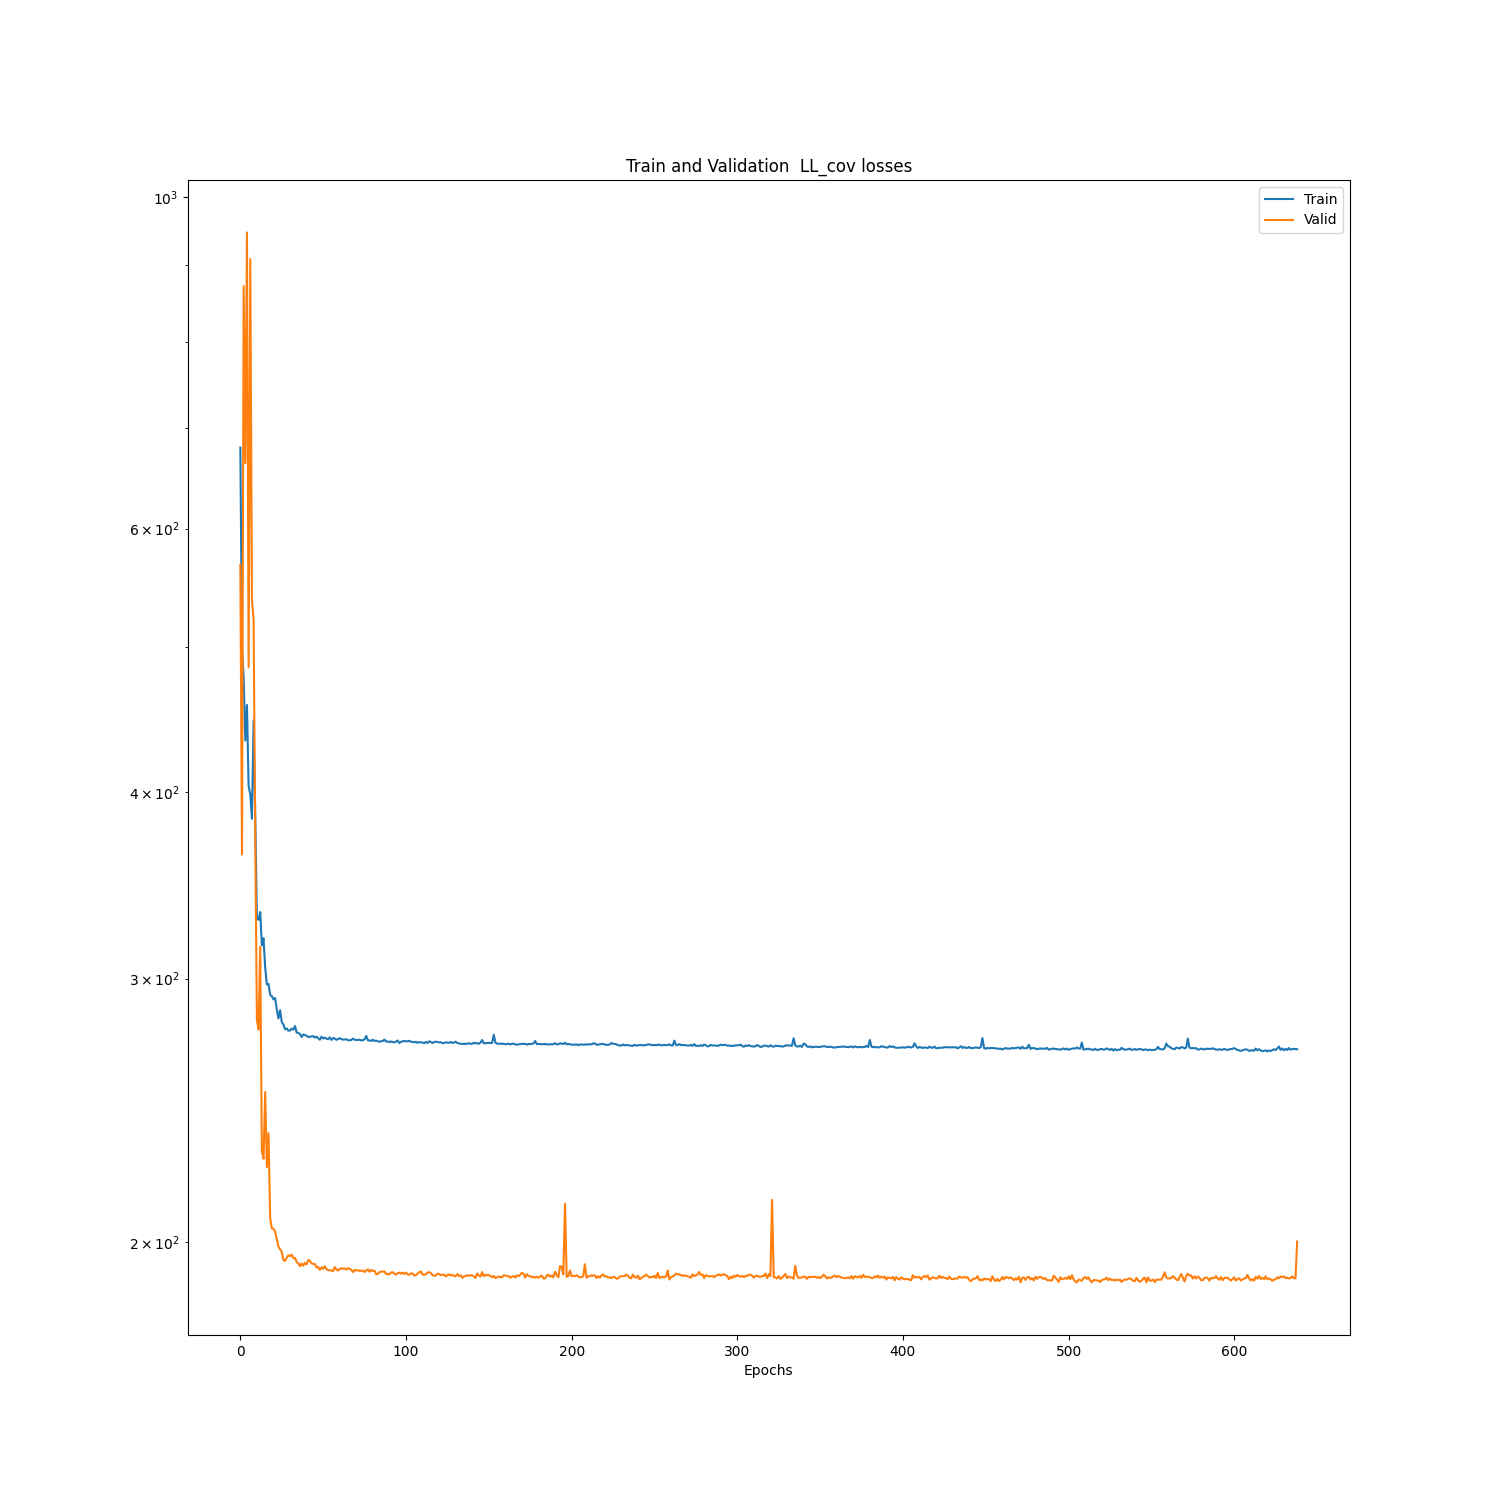 Train and Validation  LL_cov losses
10³
Train
Valid
6 × 10²
4 × 10²
3 × 10²
2 × 10²
0 100 200 300 400 500 600
Epochs